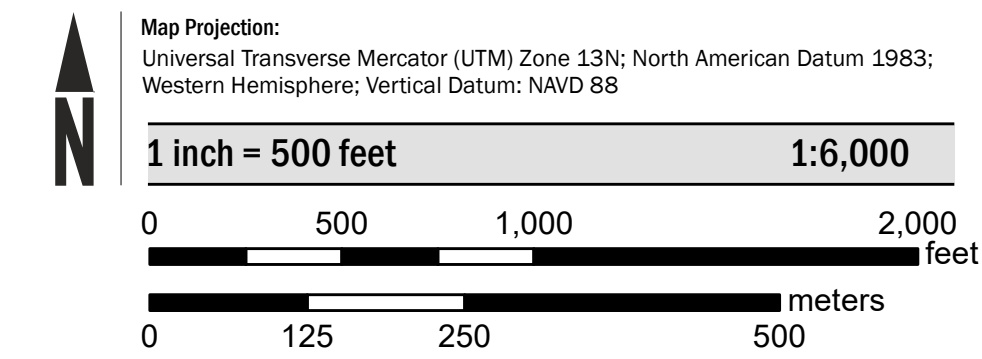 Map Projection:
Universal Transverse Mercator (UTM) Zone 13N; North American Datum 1983;
Western Hemisphere; Vertical Datum: NAVD 88
N
1 inch = 500 feet 1:6,000
0 500 1,000 2,000
feet
meters
0 125 250 500